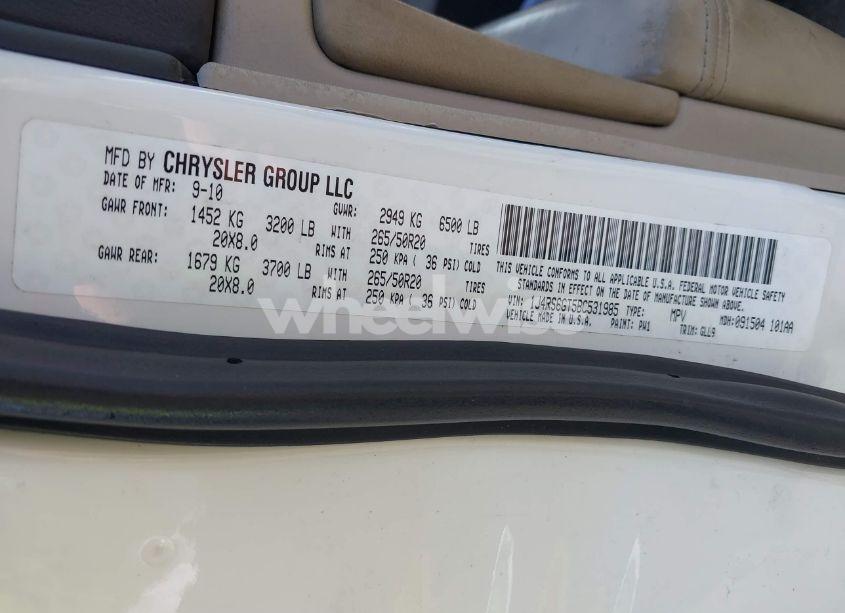 MFD BY CHRYSLER GROUP LLC
DATE OF MFR: 9-10 GVWR: 2949 KG 6500 LB
GAWR FRONT: 1452 KG 3200 LB WITH 265/50R20 TIRES
20X8.0 RIMS AT 250 KPA ( 36 PSI) COLD
GAWR REAR: 1679 KG 3700 LB WITH 265/50R20 TIRES
20X8.0 RIMS AT 250 KPA ( 36 PSI) COLD
THIS VEHICLE CONFORMS TO ALL APPLICABLE U.S.A. FEDERAL MOTOR VEHICLE SAFETY
STANDARDS IN EFFECT ON THE DATE OF MANUFACTURE SHOWN ABOVE.
VIN: 1J4RS6GT5BC531985 TYPE: MPV MDH: 091504 101AA
VEHICLE MADE IN U.S.A. PAINT: PW1 TRIM: GLL9
wheelwise